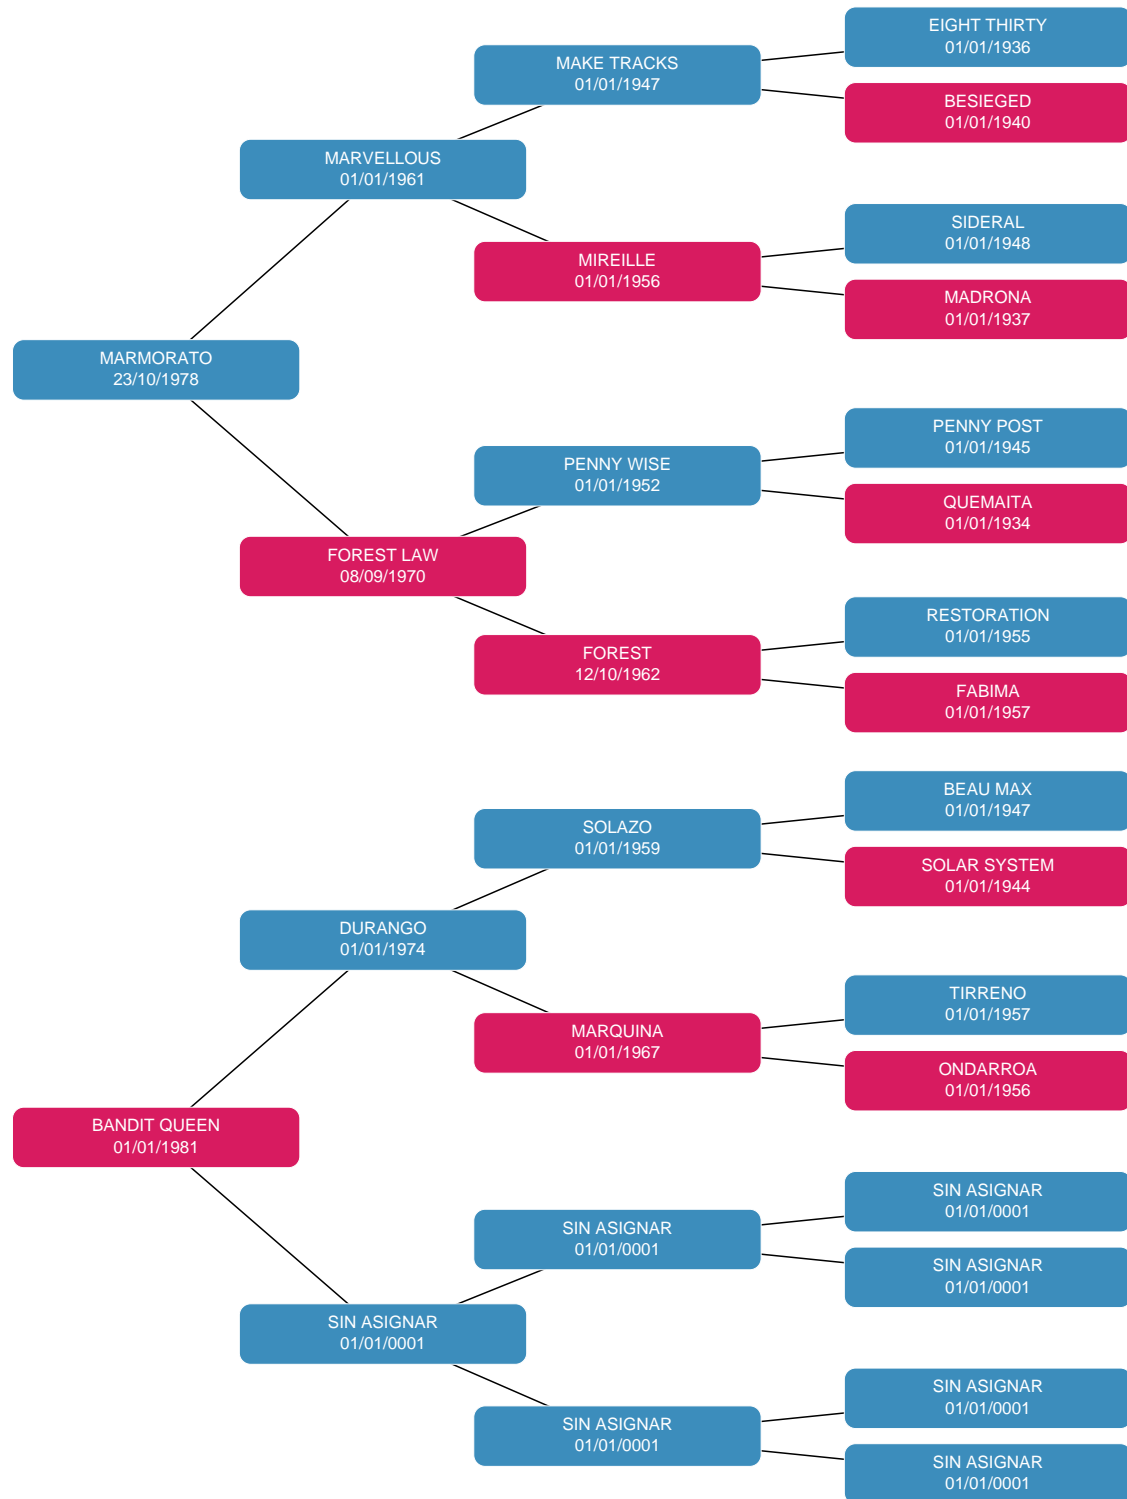 EIGHT THIRTY
01/01/1936
MAKE TRACKS
01/01/1947
BESIEGED
01/01/1940
MARVELLOUS
01/01/1961
SIDERAL
01/01/1948
MIREILLE
01/01/1956
MADRONA
01/01/1937
MARMORATO
23/10/1978
PENNY POST
01/01/1945
PENNY WISE
01/01/1952
QUEMAITA
01/01/1934
FOREST LAW
08/09/1970
RESTORATION
01/01/1955
FOREST
12/10/1962
FABIMA
01/01/1957
BEAU MAX
01/01/1947
SOLAZO
01/01/1959
SOLAR SYSTEM
01/01/1944
DURANGO
01/01/1974
TIRRENO
01/01/1957
MARQUINA
01/01/1967
ONDARROA
01/01/1956
BANDIT QUEEN
01/01/1981
SIN ASIGNAR
01/01/0001
SIN ASIGNAR
01/01/0001
SIN ASIGNAR
01/01/0001
SIN ASIGNAR
01/01/0001
SIN ASIGNAR
01/01/0001
SIN ASIGNAR
01/01/0001
SIN ASIGNAR
01/01/0001